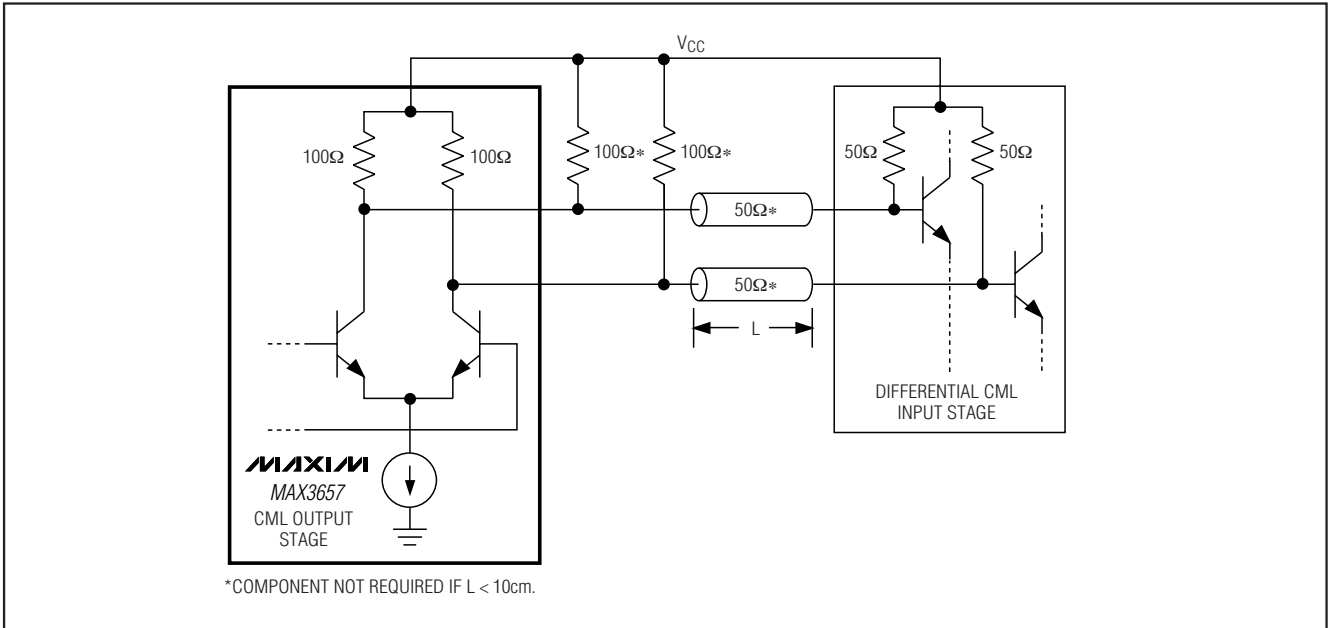 VCC
100Ω
100Ω
100Ω*
100Ω*
50Ω
50Ω
50Ω*
50Ω*
L
DIFFERENTIAL CML
INPUT STAGE
MAXIM
MAX3657
CML OUTPUT
STAGE
*COMPONENT NOT REQUIRED IF L < 10cm.